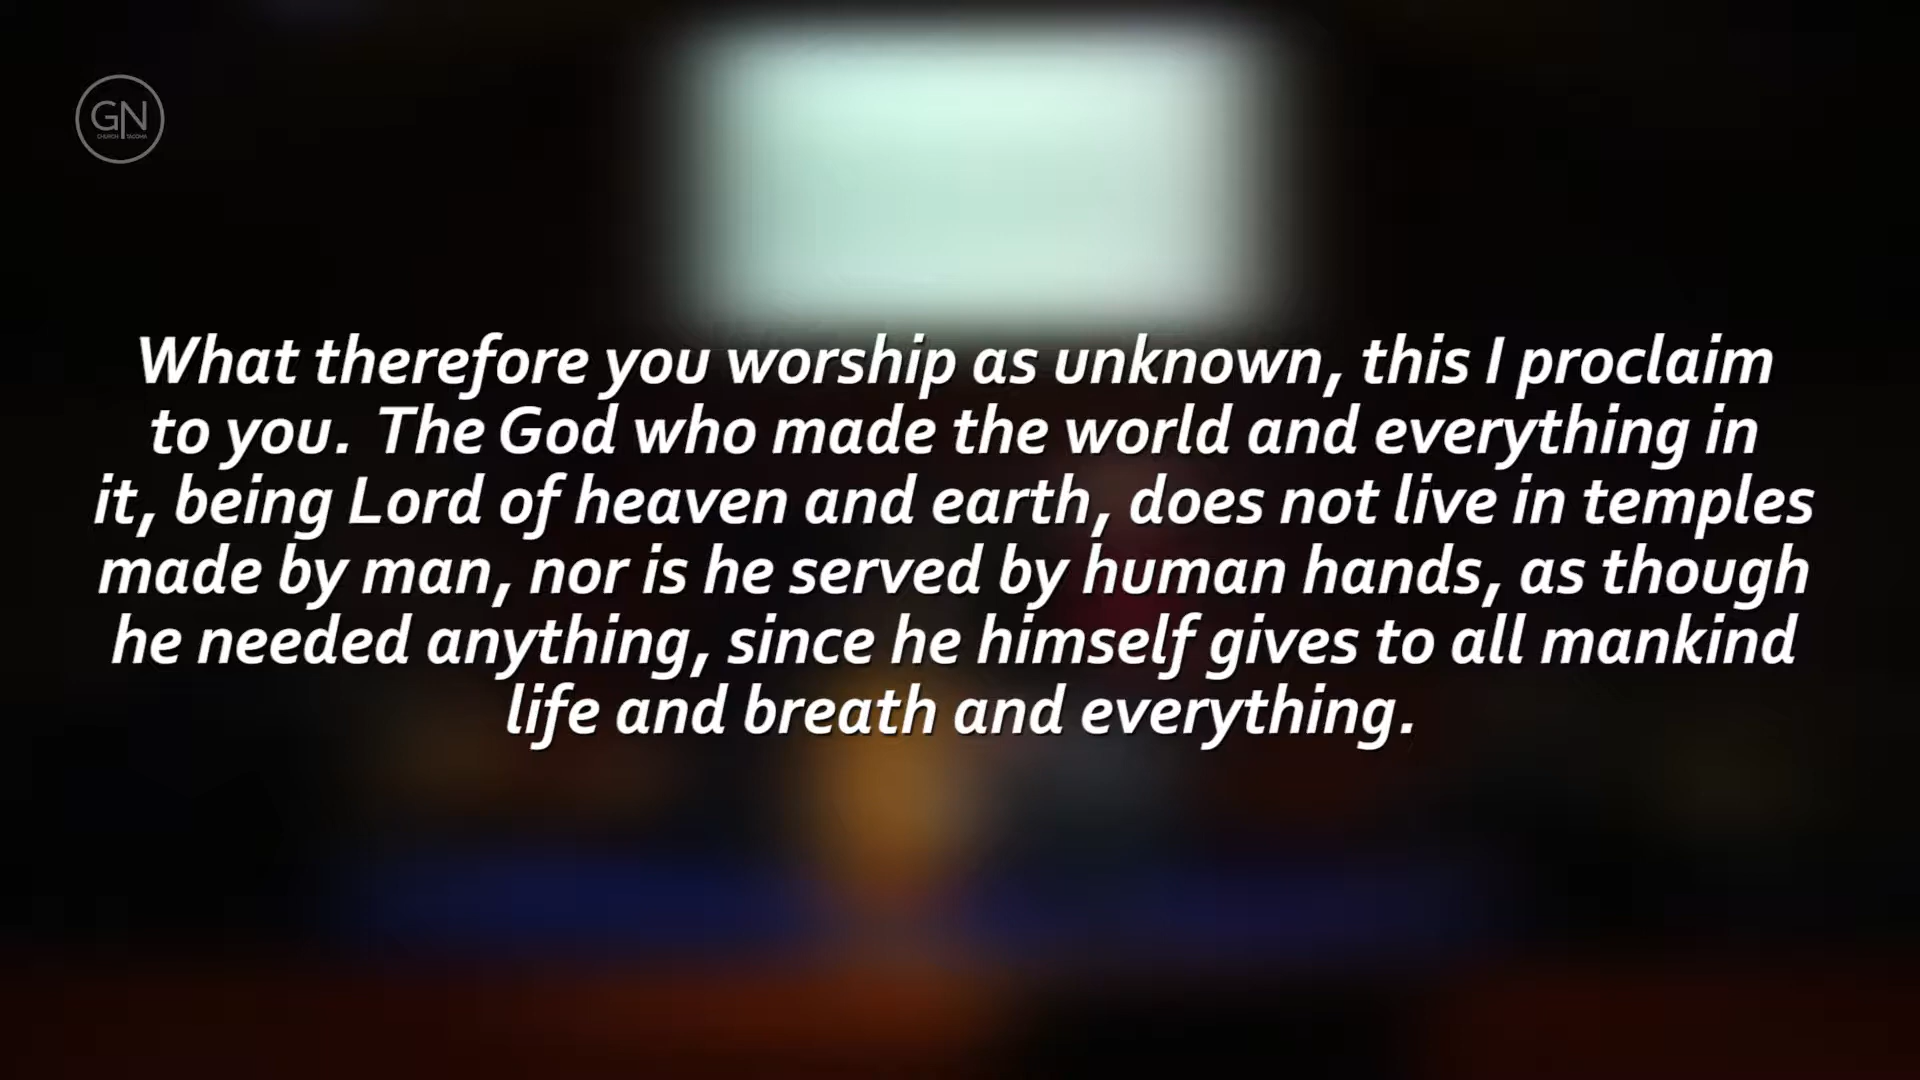 GN
CHURCH TACOMA
What therefore you worship as unknown, this I proclaim
to you. The God who made the world and everything in
it, being Lord of heaven and earth, does not live in temples
made by man, nor is he served by human hands, as though
he needed anything, since he himself gives to all mankind
life and breath and everything.